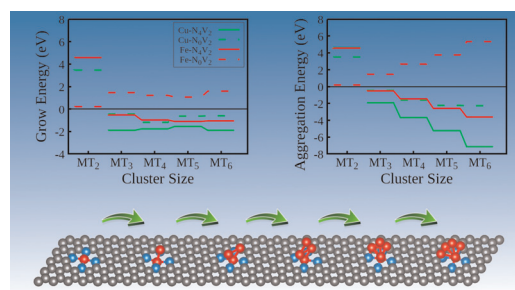 Grow Energy (eV)
8
6
4
2
0
-2
-4
Cu-N₄V₂
Cu-N₆V₂
Fe-N₄V₂
Fe-N₆V₂
MT₂ MT₃ MT₄ MT₅ MT₆
Cluster Size
Aggregation Energy (eV)
8
6
4
2
0
-2
-4
-6
-8
MT₂ MT₃ MT₄ MT₅ MT₆
Cluster Size